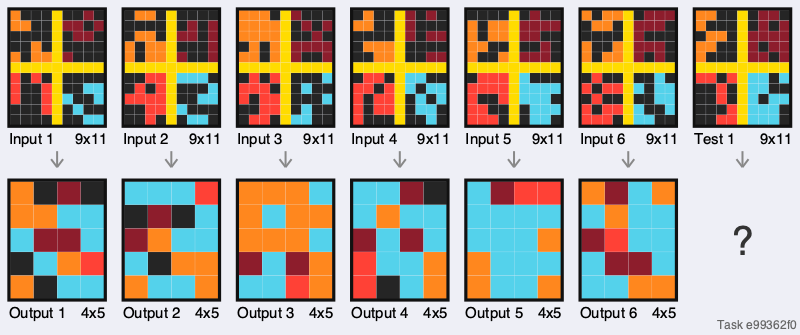 Input 1 9x11 Input 2 9x11 Input 3 9x11 Input 4 9x11 Input 5 9x11 Input 6 9x11 Test 1 9x11
?
Output 1 4x5 Output 2 4x5 Output 3 4x5 Output 4 4x5 Output 5 4x5 Output 6 4x5
Task e99362f0